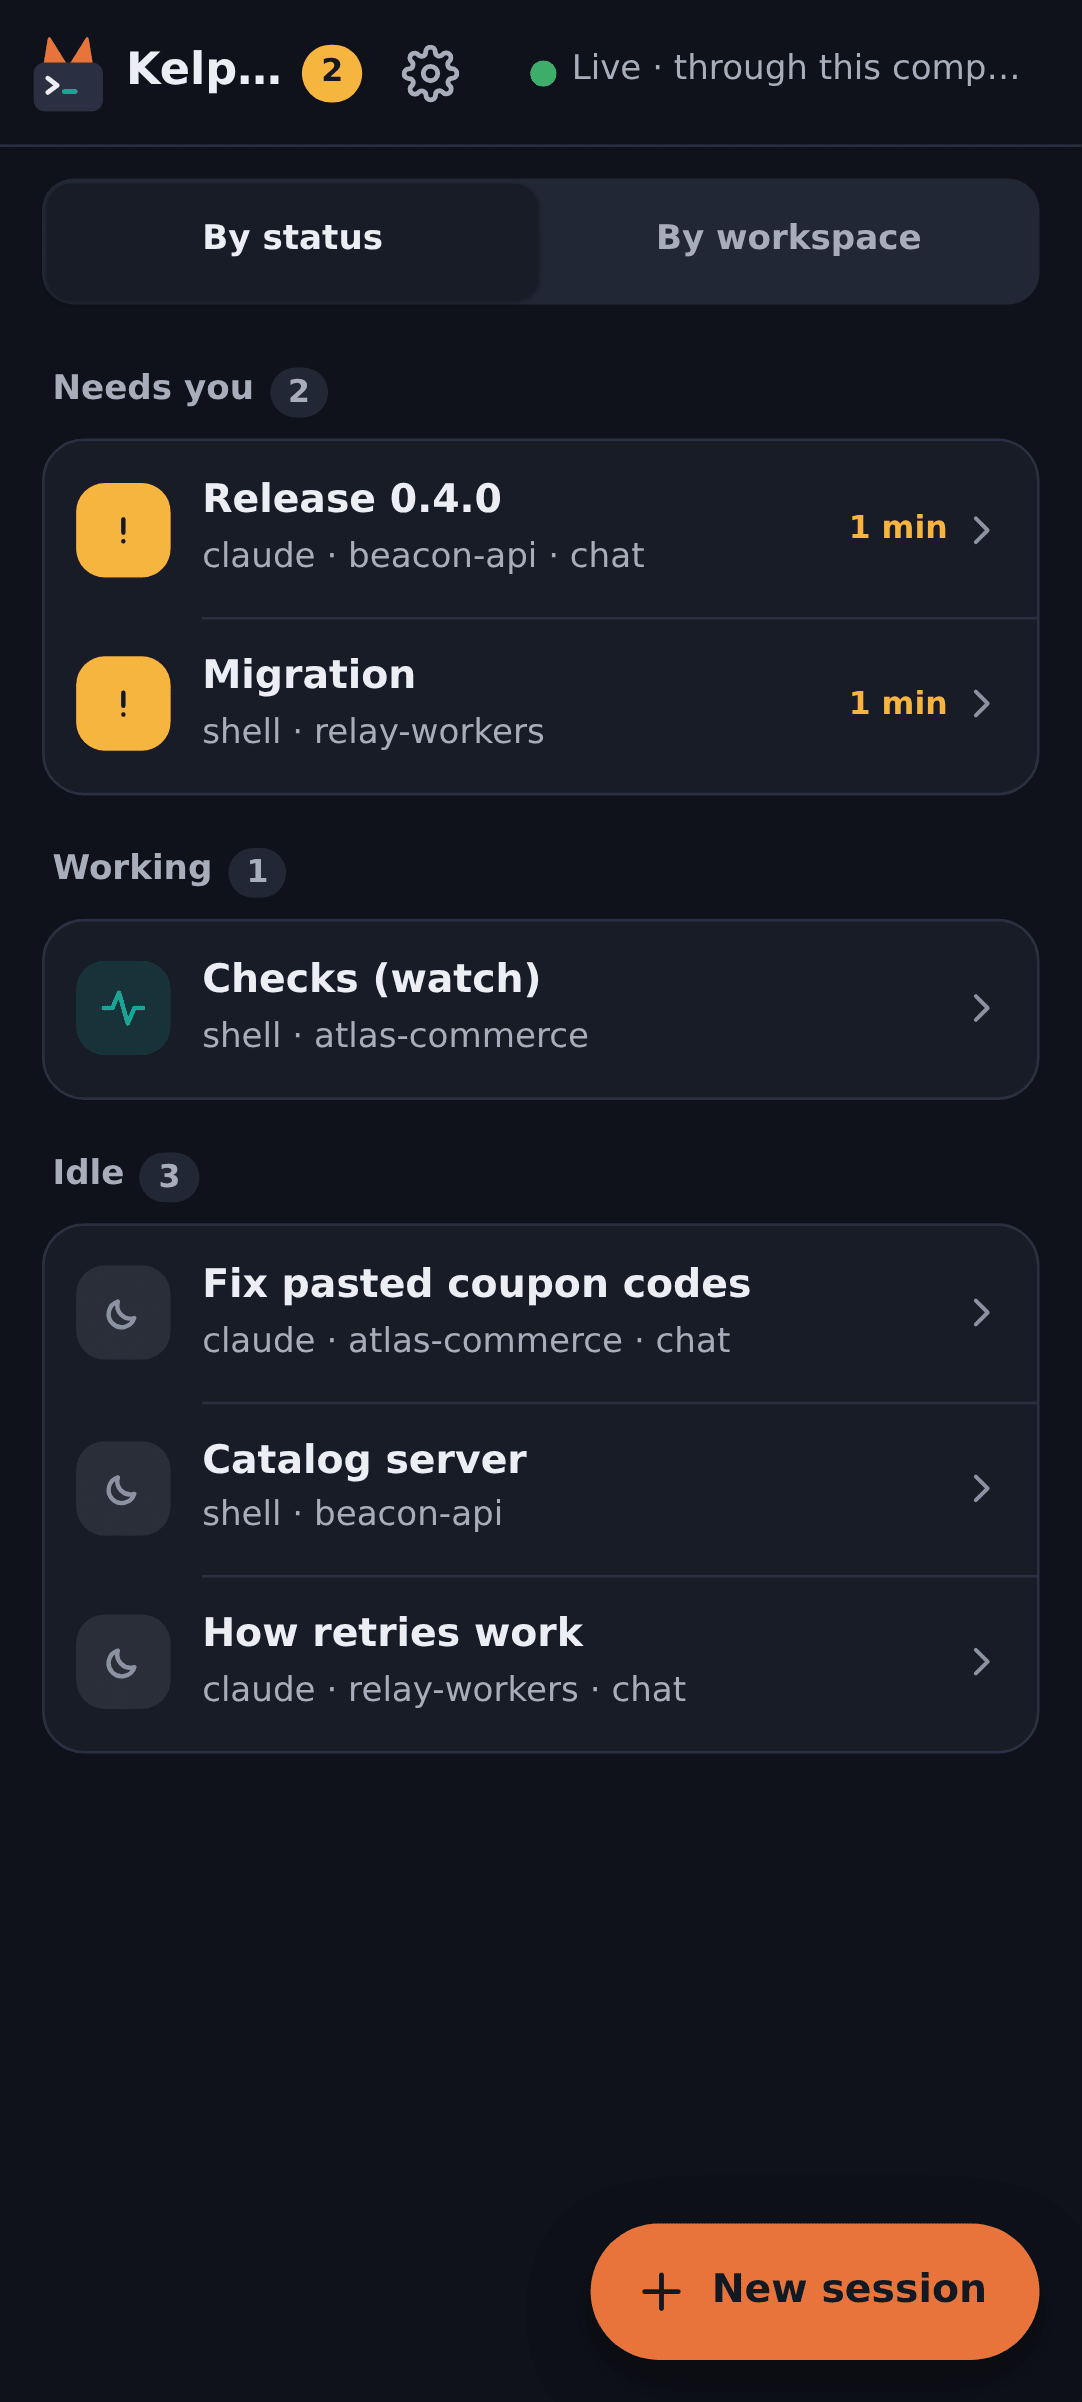 Kelp… 2 Live · through this comp…
By status By workspace
Needs you 2
Release 0.4.0
claude · beacon-api · chat
1 min
Migration
shell · relay-workers
1 min
Working 1
Checks (watch)
shell · atlas-commerce
Idle 3
Fix pasted coupon codes
claude · atlas-commerce · chat
Catalog server
shell · beacon-api
How retries work
claude · relay-workers · chat
New session